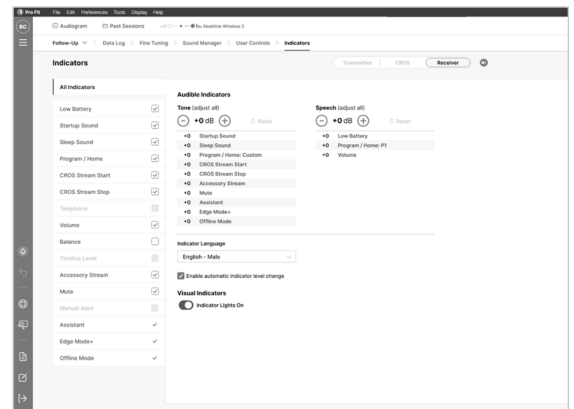 Pro Fit File Edit Preferences Tools Display Help
BC
Audiogram Past Sessions Noahlink Wireless 2
Follow-Up Data Log > Fine Tuning > Sound Manager > User Controls > Indicators
Indicators
Transmitter CROS Receiver
All Indicators
Low Battery
Startup Sound
Sleep Sound
Program / Home
CROS Stream Start
CROS Stream Stop
Telephone
Volume
Balance
Tinnitus Level
Accessory Stream
Mute
Manual Alert
Assistant
Edge Mode+
Offline Mode
Audible Indicators
Tone (adjust all)
+0 dB Reset
+0 Startup Sound
+0 Sleep Sound
+0 Program / Home: Custom
+0 CROS Stream Start
+0 CROS Stream Stop
+0 Accessory Stream
+0 Mute
+0 Assistant
+0 Edge Mode+
+0 Offline Mode
Speech (adjust all)
+0 dB Reset
+0 Low Battery
+0 Program / Home: P1
+0 Volume
Indicator Language
English - Male
Enable automatic indicator level change
Visual Indicators
Indicator Lights On